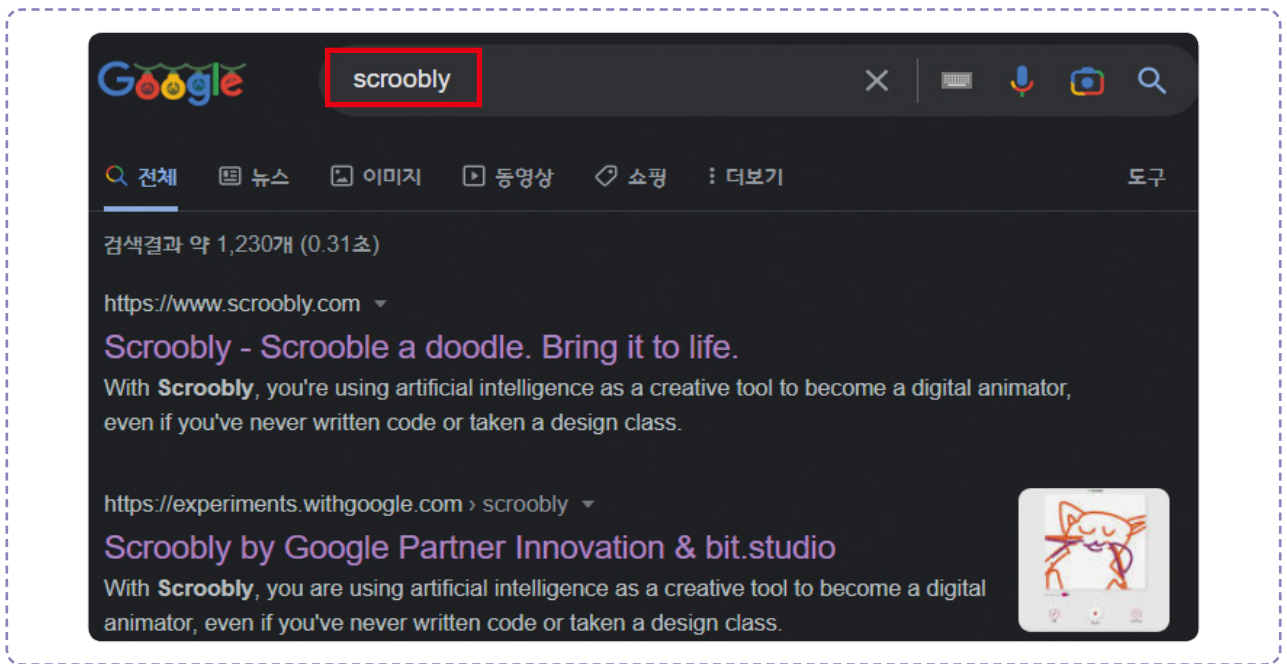 Google
scroobly
전체 뉴스 이미지 동영상 쇼핑 더보기 도구
검색결과 약 1,230개 (0.31초)
https://www.scroobly.com
Scroobly - Scrooble a doodle. Bring it to life.
With Scroobly, you're using artificial intelligence as a creative tool to become a digital animator,
even if you've never written code or taken a design class.
https://experiments.withgoogle.com › scroobly
Scroobly by Google Partner Innovation & bit.studio
With Scroobly, you are using artificial intelligence as a creative tool to become a digital
animator, even if you've never written code or taken a design class.